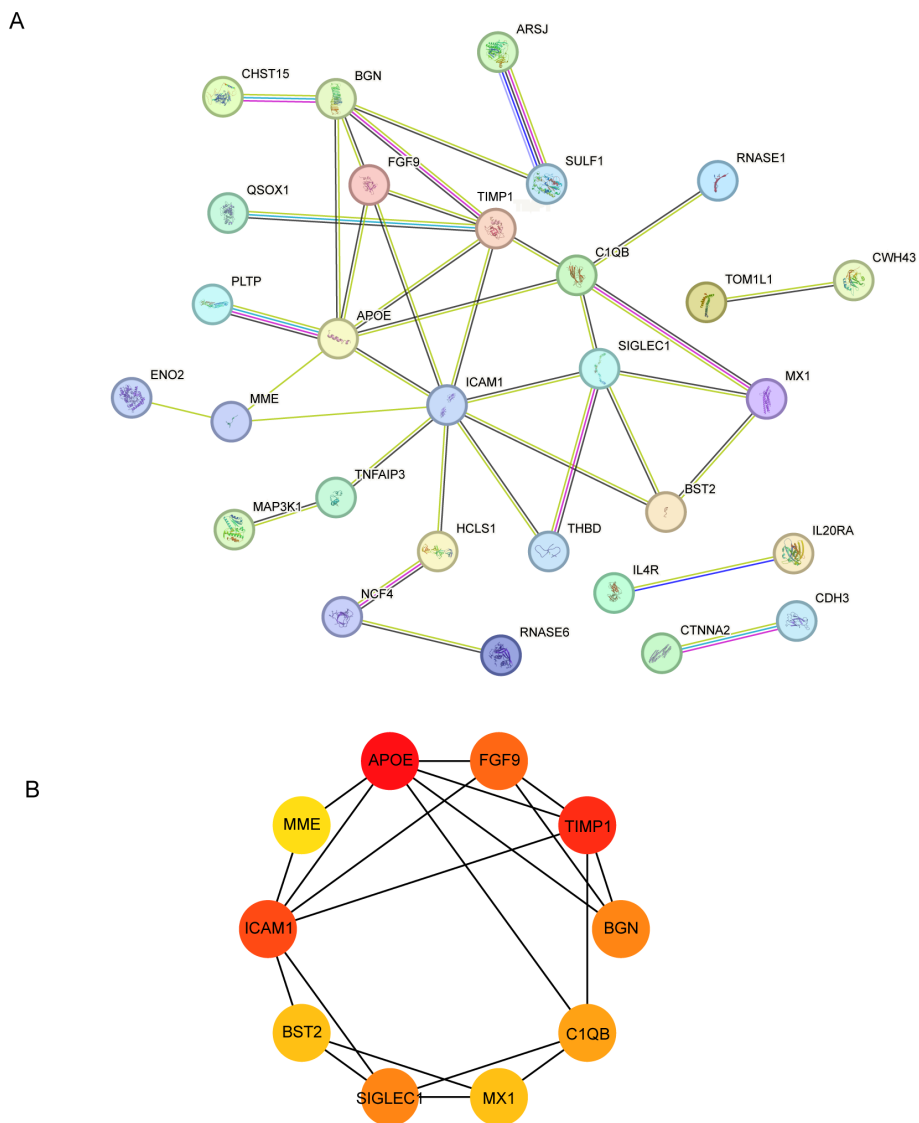 A
ARSJ
CHST15
BGN
SULF1
RNASE1
FGF9
QSOX1
TIMP1
C1QB
CWH43
TOM1L1
PLTP
APOE
SIGLEC1
MX1
ICAM1
ENO2
MME
TNFAIP3
BST2
MAP3K1
HCLS1
THBD
IL20RA
IL4R
NCF4
CDH3
CTNNA2
RNASE6
B
APOE
FGF9
MME
TIMP1
ICAM1
BGN
BST2
C1QB
SIGLEC1
MX1